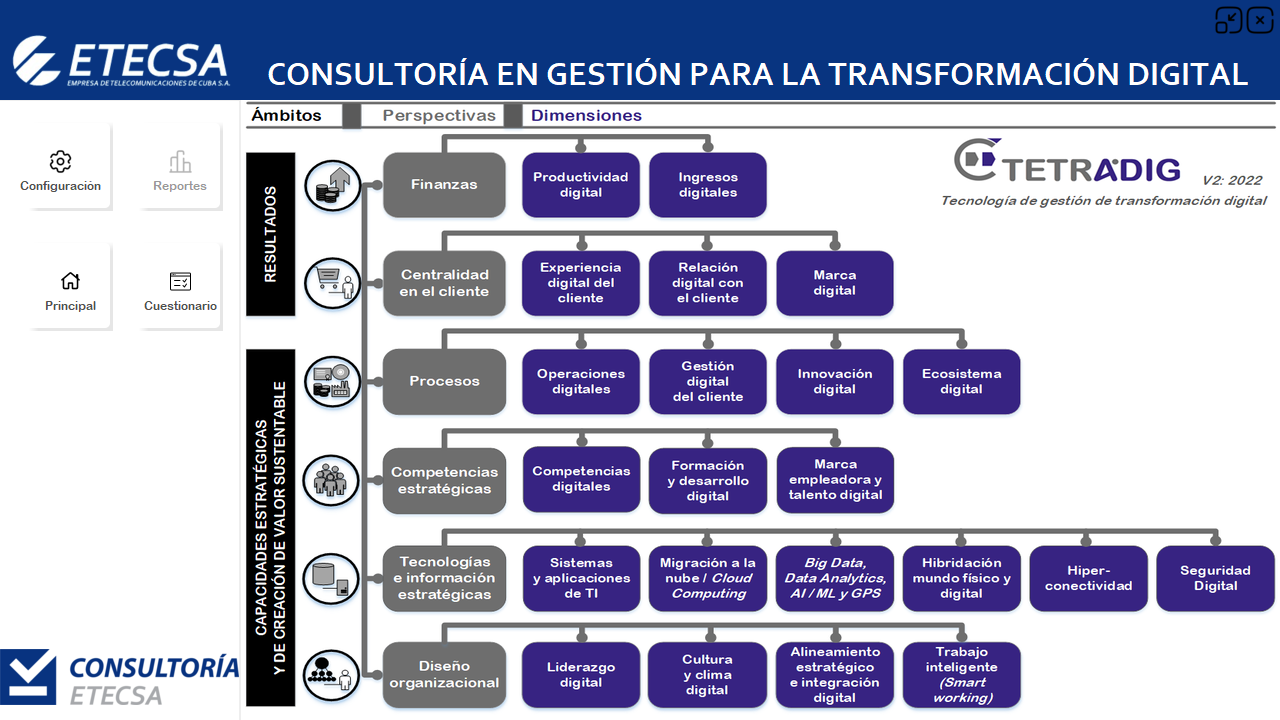 ETECSA
EMPRESA DE TELECOMUNICACIONES DE CUBA S.A.
CONSULTORÍA EN GESTIÓN PARA LA TRANSFORMACIÓN DIGITAL
Configuración
Reportes
Principal
Cuestionario
CONSULTORÍA
ETECSA
Ámbitos
Perspectivas
Dimensiones
TETRADIG
V2: 2022
Tecnología de gestión de transformación digital
RESULTADOS
Finanzas
Productividad
digital
Ingresos
digitales
Centralidad
en el cliente
Experiencia
digital del
cliente
Relación
digital con
el cliente
Marca
digital
CAPACIDADES ESTRATÉGICAS
Y DE CREACIÓN DE VALOR SUSTENTABLE
Procesos
Operaciones
digitales
Gestión
digital
del cliente
Innovación
digital
Ecosistema
digital
Competencias
estratégicas
Competencias
digitales
Formación
y desarrollo
digital
Marca
empleadora y
talento digital
Tecnologías
e información
estratégicas
Sistemas
y aplicaciones
de TI
Migración a la
nube / Cloud
Computing
Big Data,
Data Analytics,
AI / ML y GPS
Hibridación
mundo físico y
digital
Hiper-
conectividad
Seguridad
Digital
Diseño
organizacional
Liderazgo
digital
Cultura
y clima
digital
Alineamiento
estratégico
e integración
digital
Trabajo
inteligente
(Smart
working)